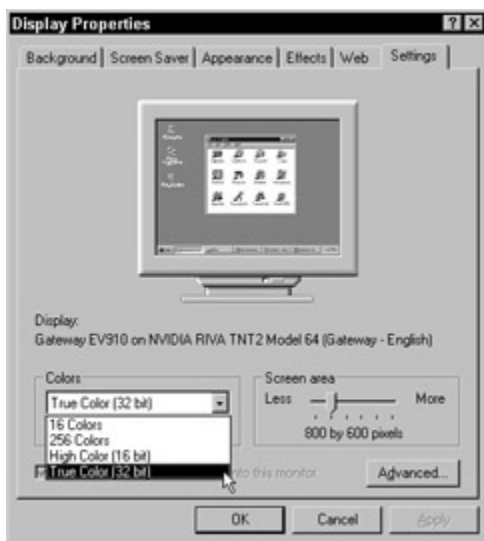 Display Properties
Background Screen Saver Appearance Effects Web Settings
Display:
Gateway EV910 on NVIDIA RIVA TNT2 Model 64 (Gateway - English)
Colors
True Color (32 bit)
16 Colors
256 Colors
High Color (16 bit)
True Color (32 bit)
Screen area
Less More
800 by 600 pixels
this monitor.
Advanced...
OK Cancel Apply